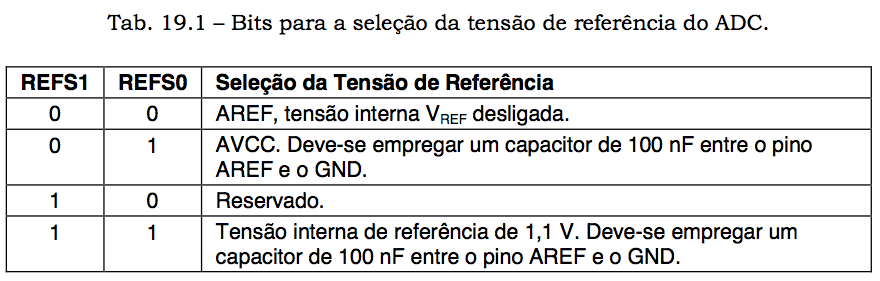 Tab. 19.1 – Bits para a seleção da tensão de referência do ADC.
REFS1 REFS0 Seleção da Tensão de Referência
0 0 AREF, tensão interna VREF desligada.
0 1 AVCC. Deve-se empregar um capacitor de 100 nF entre o pino
AREF e o GND.
1 0 Reservado.
1 1 Tensão interna de referência de 1,1 V. Deve-se empregar um
capacitor de 100 nF entre o pino AREF e o GND.